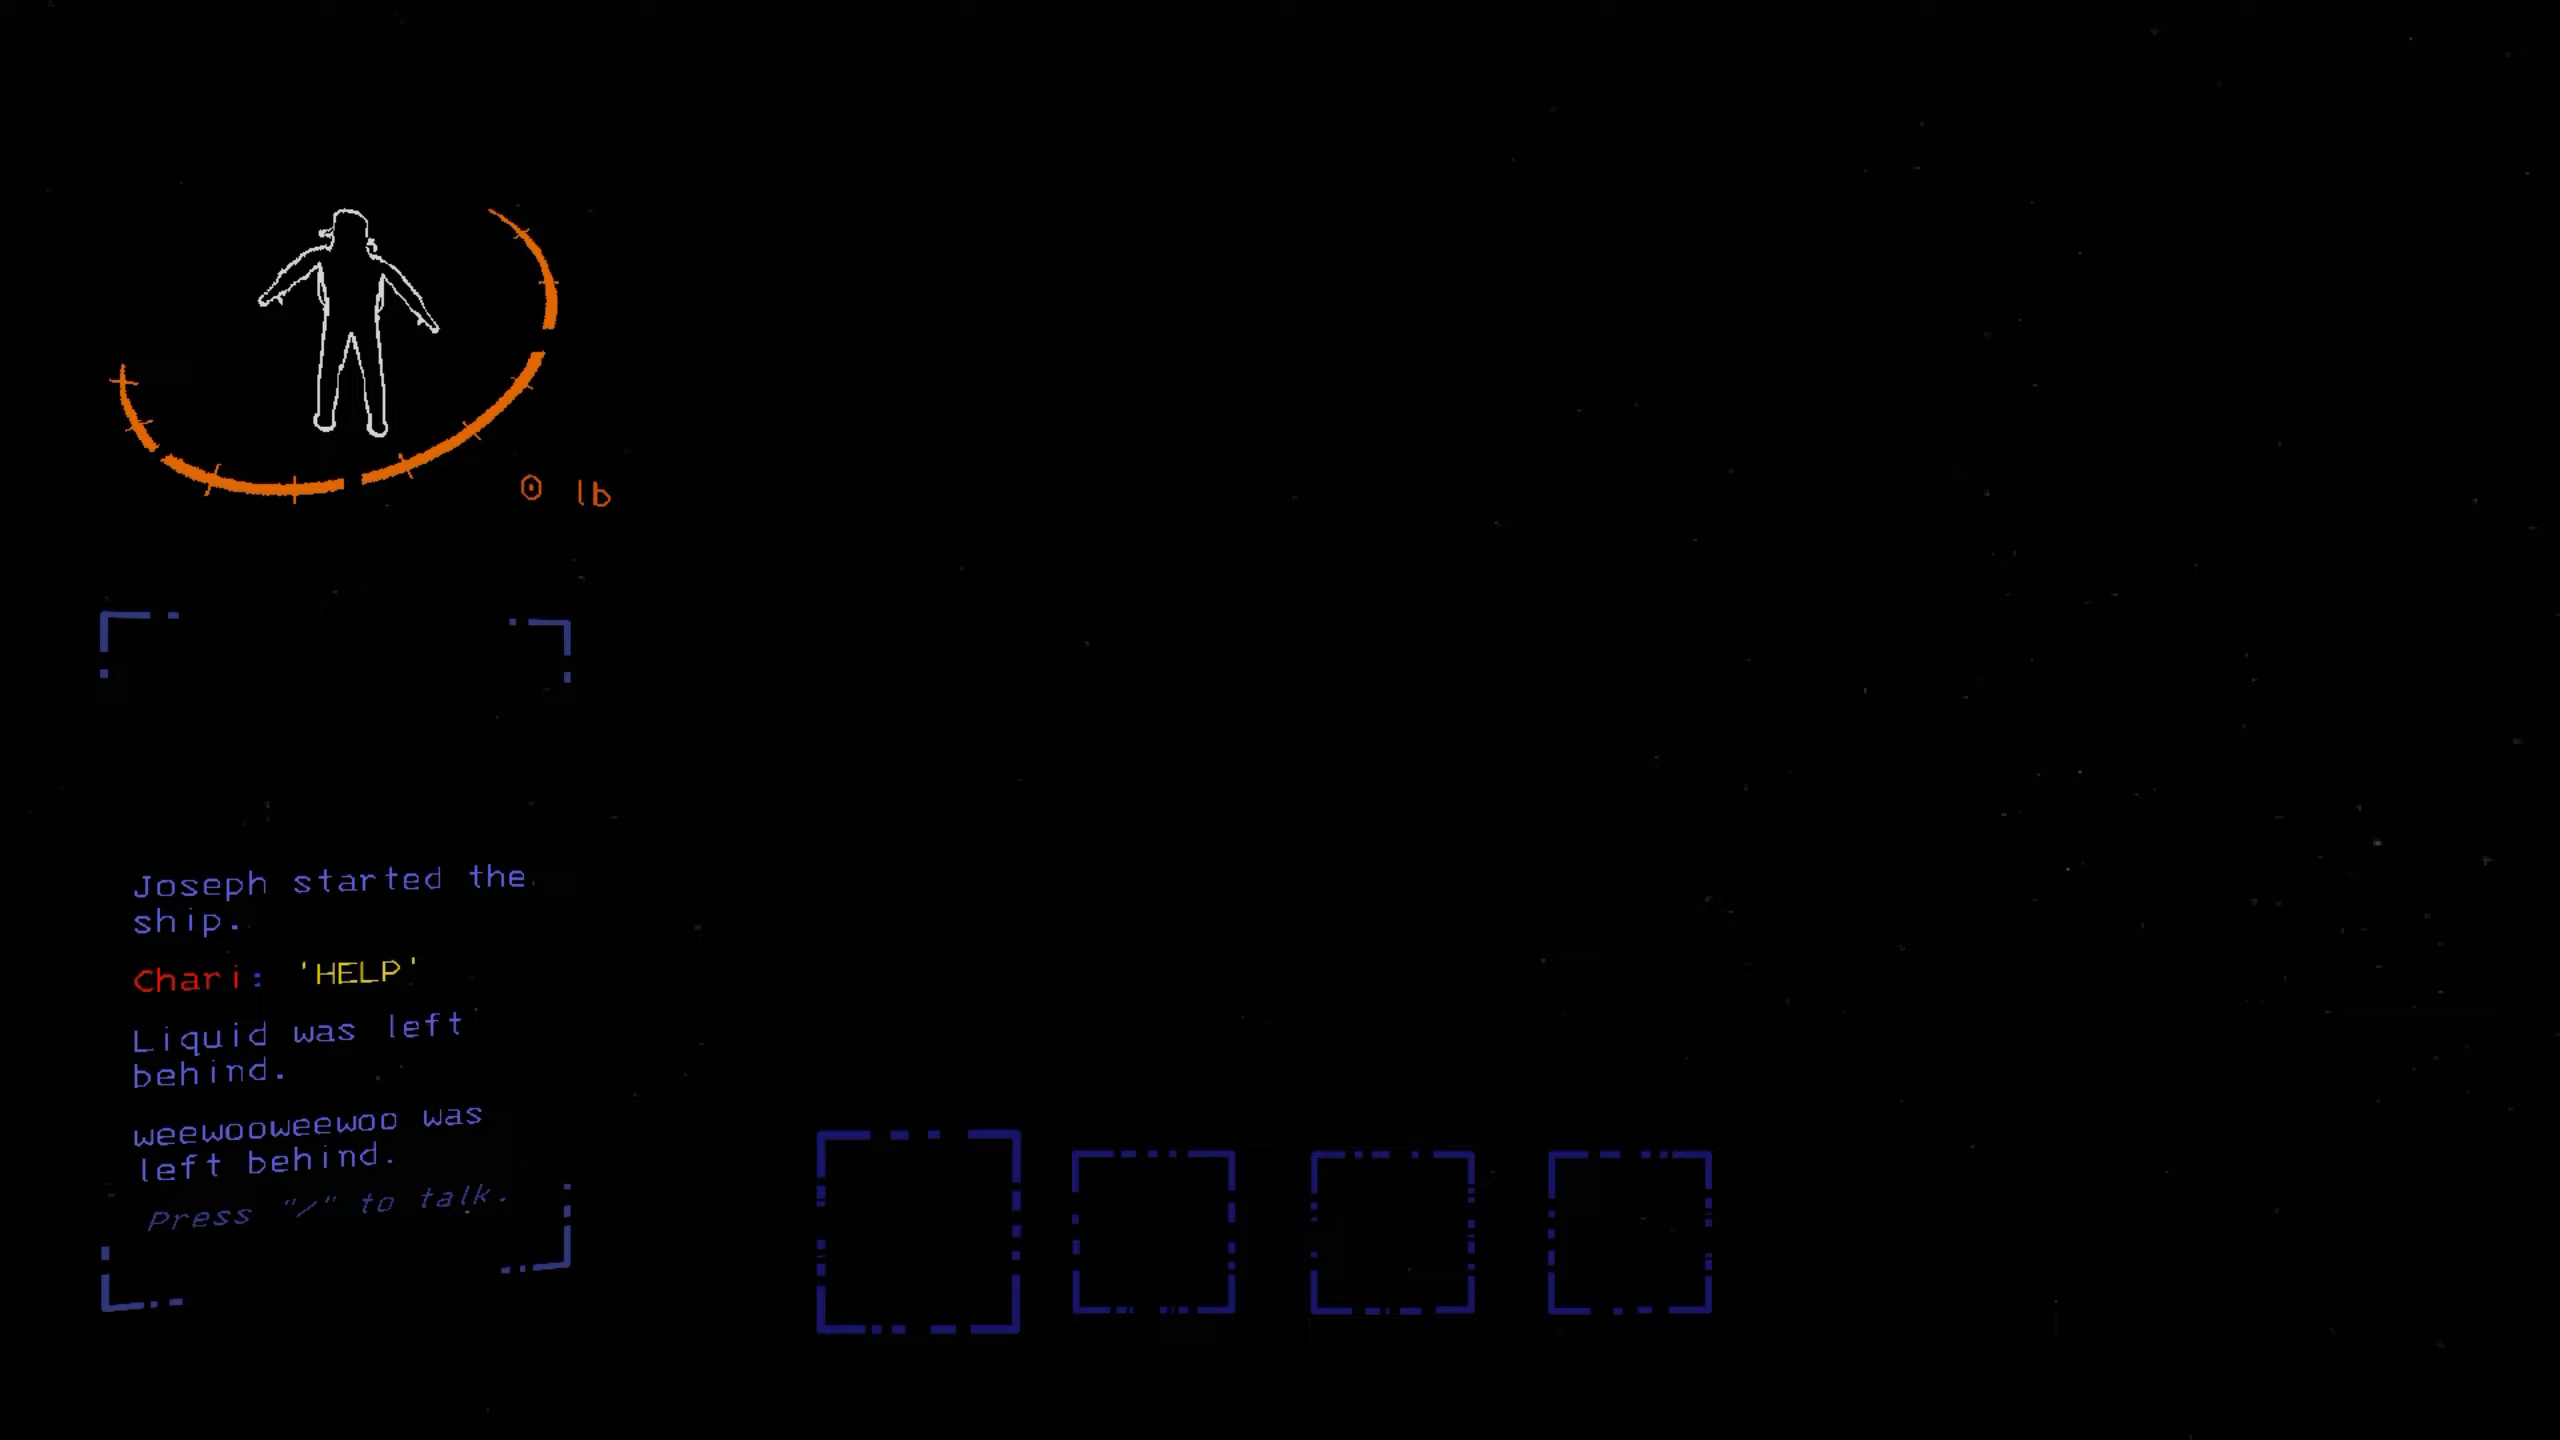 0 lb
Joseph started the
ship.
Chari: 'HELP'
Liquid was left
behind.
weewooweewoo was
left behind.
Press "/" to talk.